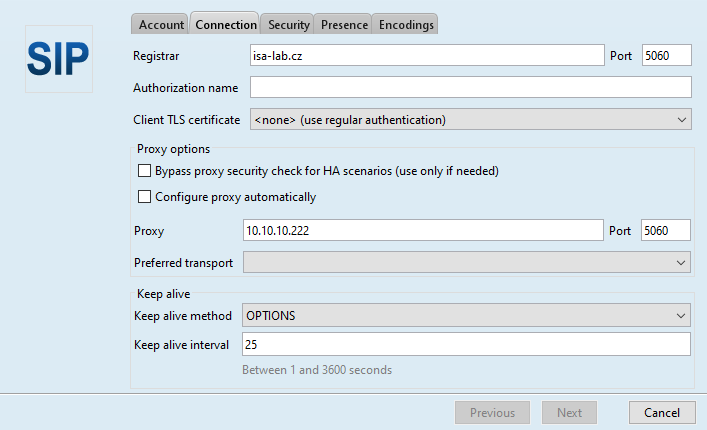 SIP
Account Connection Security Presence Encodings
Registrar isa-lab.cz Port 5060
Authorization name
Client TLS certificate <none> (use regular authentication)
Proxy options
Bypass proxy security check for HA scenarios (use only if needed)
Configure proxy automatically
Proxy 10.10.10.222 Port 5060
Preferred transport
Keep alive
Keep alive method OPTIONS
Keep alive interval 25
Between 1 and 3600 seconds
Previous Next Cancel